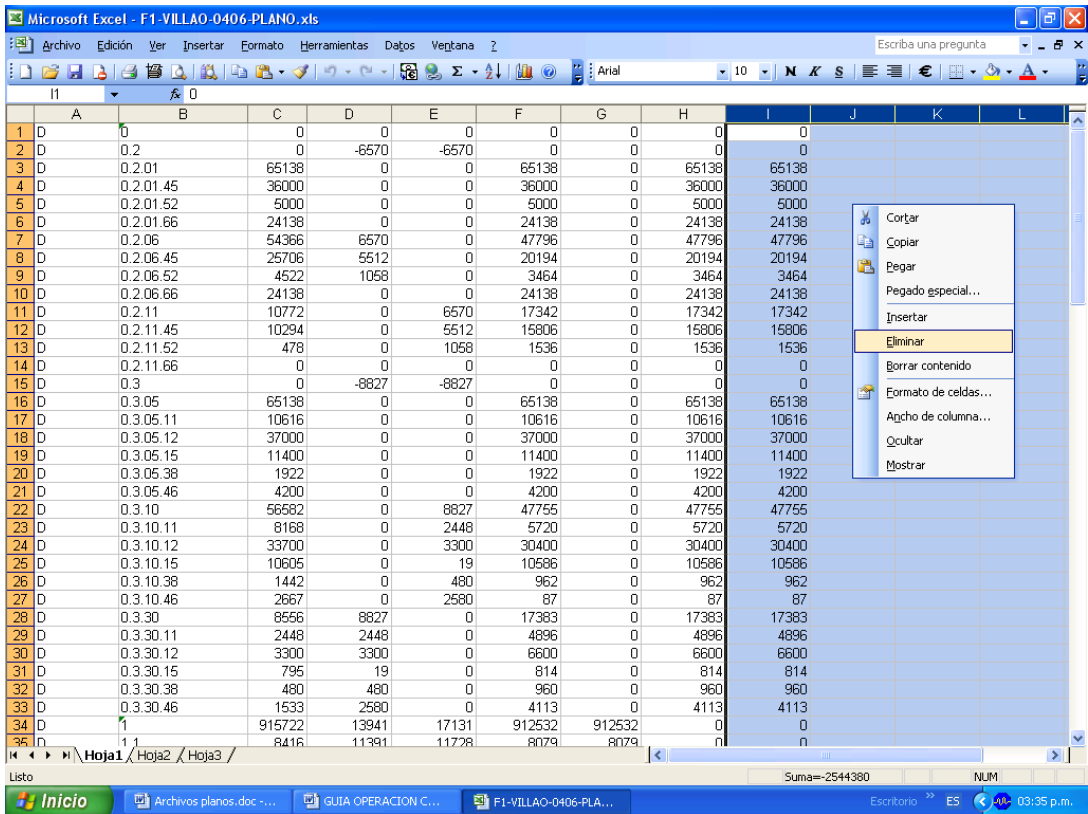 Microsoft Excel - F1-VILLAO-0406-PLANO.xls
Archivo Edición Ver Insertar Formato Herramientas Datos Ventana ? Escriba una pregunta
Arial 10 N K S €
I1 fx 0
A B C D E F G H I J K L
1 D 0 0 0 0 0 0 0 0
2 D 0.2 0 -6570 -6570 0 0 0 0
3 D 0.2.01 65138 0 0 65138 0 65138 65138
4 D 0.2.01.45 36000 0 0 36000 0 36000 36000
5 D 0.2.01.52 5000 0 0 5000 0 5000 5000
6 D 0.2.01.66 24138 0 0 24138 0 24138 24138 Cortar
7 D 0.2.06 54366 6570 0 47796 0 47796 47796 Copiar
8 D 0.2.06.45 25706 5512 0 20194 0 20194 20194 Pegar
9 D 0.2.06.52 4522 1058 0 3464 0 3464 3464
10 D 0.2.06.66 24138 0 0 24138 0 24138 24138 Pegado especial...
11 D 0.2.11 10772 0 6570 17342 0 17342 17342 Insertar
12 D 0.2.11.45 10294 0 5512 15806 0 15806 15806 Eliminar
13 D 0.2.11.52 478 0 1058 1536 0 1536 1536
14 D 0.2.11.66 0 0 0 0 0 0 0 Borrar contenido
15 D 0.3 0 -8827 -8827 0 0 0 0 Formato de celdas...
16 D 0.3.05 65138 0 0 65138 0 65138 65138
17 D 0.3.05.11 10616 0 0 10616 0 10616 10616 Ancho de columna...
18 D 0.3.05.12 37000 0 0 37000 0 37000 37000 Ocultar
19 D 0.3.05.15 11400 0 0 11400 0 11400 11400 Mostrar
20 D 0.3.05.38 1922 0 0 1922 0 1922 1922
21 D 0.3.05.46 4200 0 0 4200 0 4200 4200
22 D 0.3.10 56582 0 8827 47755 0 47755 47755
23 D 0.3.10.11 8168 0 2448 5720 0 5720 5720
24 D 0.3.10.12 33700 0 3300 30400 0 30400 30400
25 D 0.3.10.15 10605 0 19 10586 0 10586 10586
26 D 0.3.10.38 1442 0 480 962 0 962 962
27 D 0.3.10.46 2667 0 2580 87 0 87 87
28 D 0.3.30 8556 8827 0 17383 0 17383 17383
29 D 0.3.30.11 2448 2448 0 4896 0 4896 4896
30 D 0.3.30.12 3300 3300 0 6600 0 6600 6600
31 D 0.3.30.15 795 19 0 814 0 814 814
32 D 0.3.30.38 480 480 0 960 0 960 960
33 D 0.3.30.46 1533 2580 0 4113 0 4113 4113
34 D 1 915722 13941 17131 912532 912532 0 0
35 D 1.1 8416 11391 11728 8079 8079 0 0
Hoja1 Hoja2 Hoja3
Listo Suma=-2544380 NUM
Inicio Archivos planos.doc -... GUIA OPERACION C... F1-VILLAO-0406-PLA... Escritorio » ES 03:35 p.m.